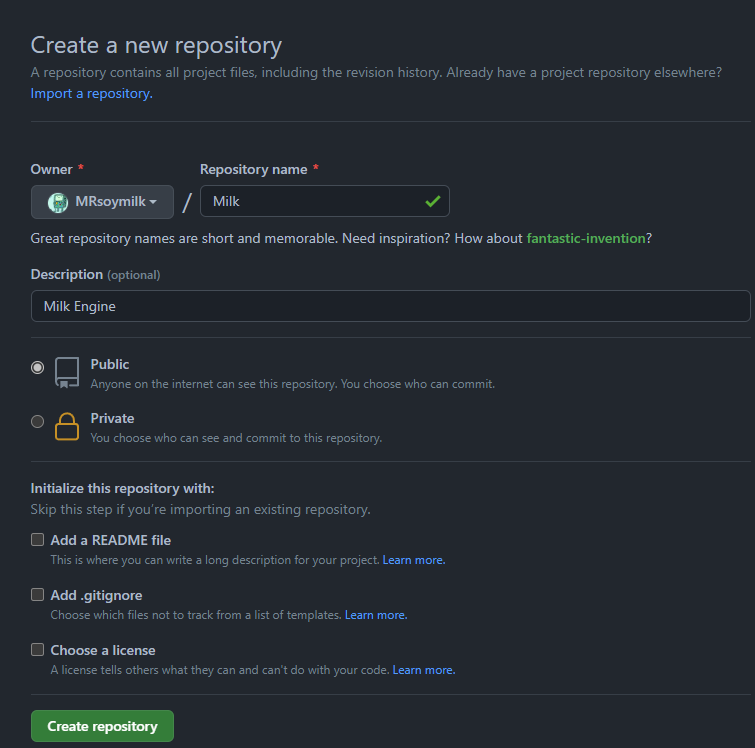 Create a new repository
A repository contains all project files, including the revision history. Already have a project repository elsewhere?
Import a repository.
Owner * Repository name *
MRsoymilk / Milk
Great repository names are short and memorable. Need inspiration? How about fantastic-invention?
Description (optional)
Milk Engine
Public
Anyone on the internet can see this repository. You choose who can commit.
Private
You choose who can see and commit to this repository.
Initialize this repository with:
Skip this step if you're importing an existing repository.
Add a README file
This is where you can write a long description for your project. Learn more.
Add .gitignore
Choose which files not to track from a list of templates. Learn more.
Choose a license
A license tells others what they can and can't do with your code. Learn more.
Create repository